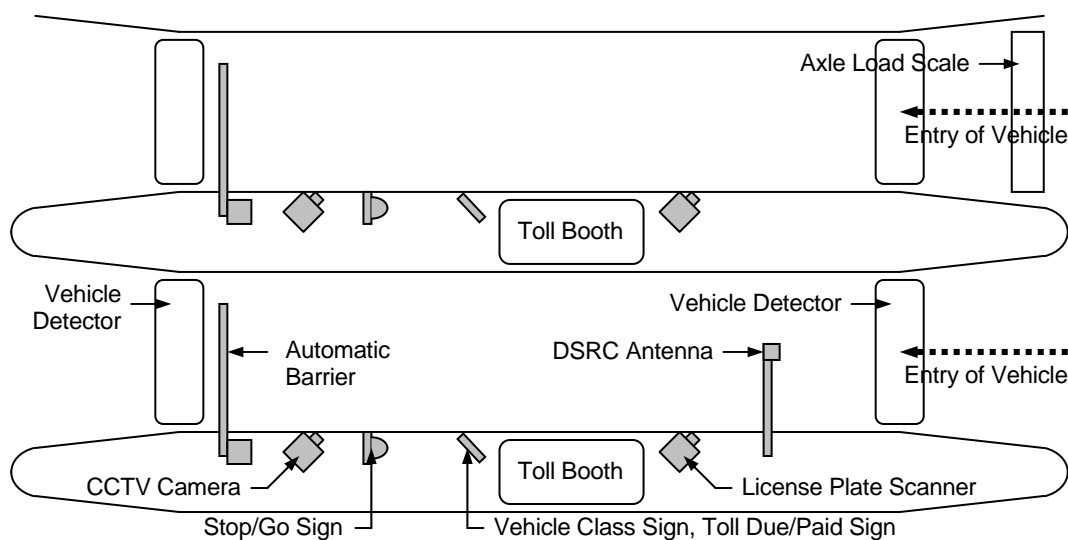 Axle Load Scale
Entry of Vehicle
Toll Booth
Vehicle
Detector
Vehicle Detector
Automatic
Barrier
DSRC Antenna
Entry of Vehicle
Toll Booth
CCTV Camera
License Plate Scanner
Stop/Go Sign
Vehicle Class Sign, Toll Due/Paid Sign